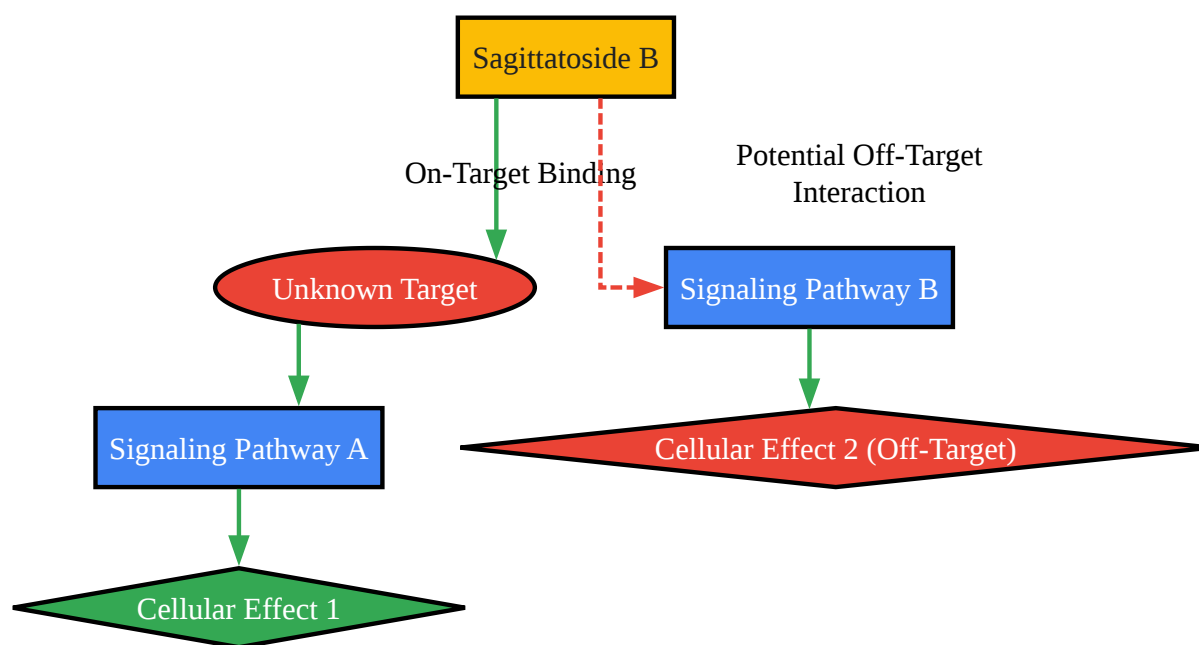 Sagittatoside B
On-Target Binding
Potential Off-Target
Interaction
Unknown Target
Signaling Pathway B
Signaling Pathway A
Cellular Effect 2 (Off-Target)
Cellular Effect 1